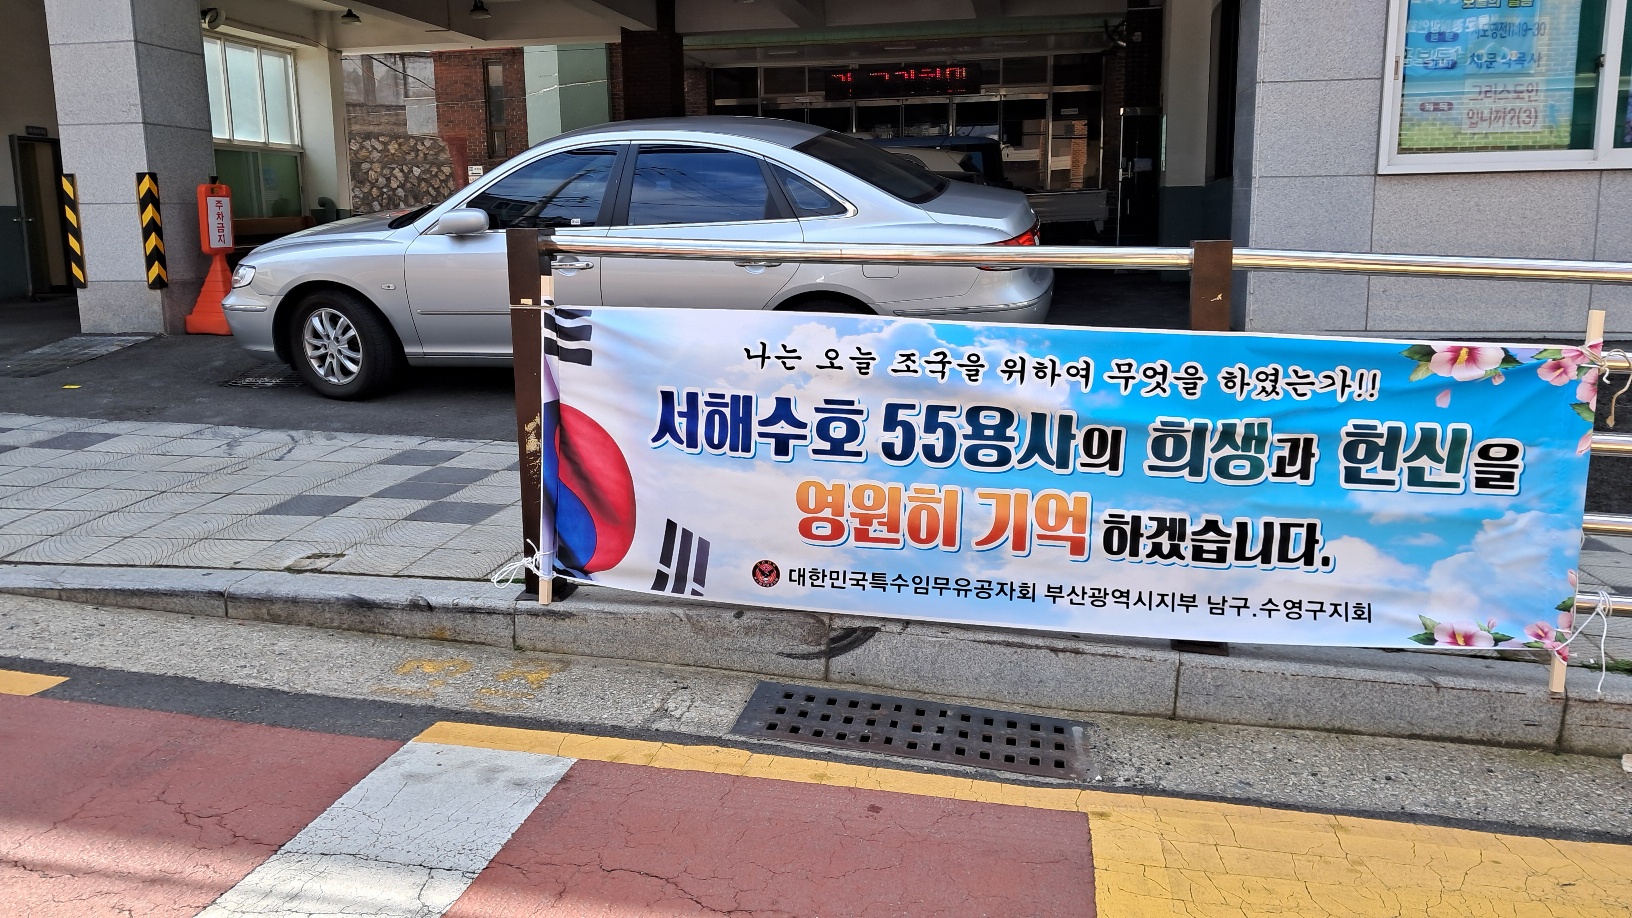 나는 오늘 조국을 위하여 무엇을 하였는가!!
서해수호 55용사의 희생과 헌신을
영원히 기억 하겠습니다.
대한민국특수임무유공자회 부산광역시지부 남구.수영구지회
주차금지
그리스도인
입니까?(3)